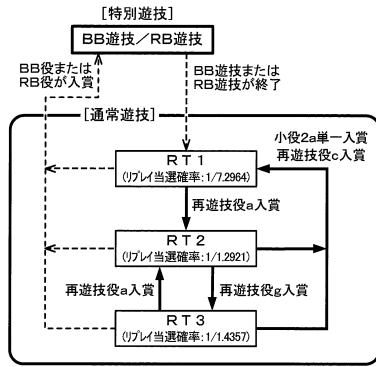 [特別遊技]
BB遊技／RB遊技
BB役または
RB役が入賞
BB遊技または
RB遊技が終了
[通常遊技]
小役2a単一入賞
再遊技役c入賞
RT1
(リプレイ当選確率:1/7.2964)
再遊技役a入賞
RT2
(リプレイ当選確率:1/1.2921)
再遊技役a入賞
再遊技役g入賞
RT3
(リプレイ当選確率:1/1.4357)